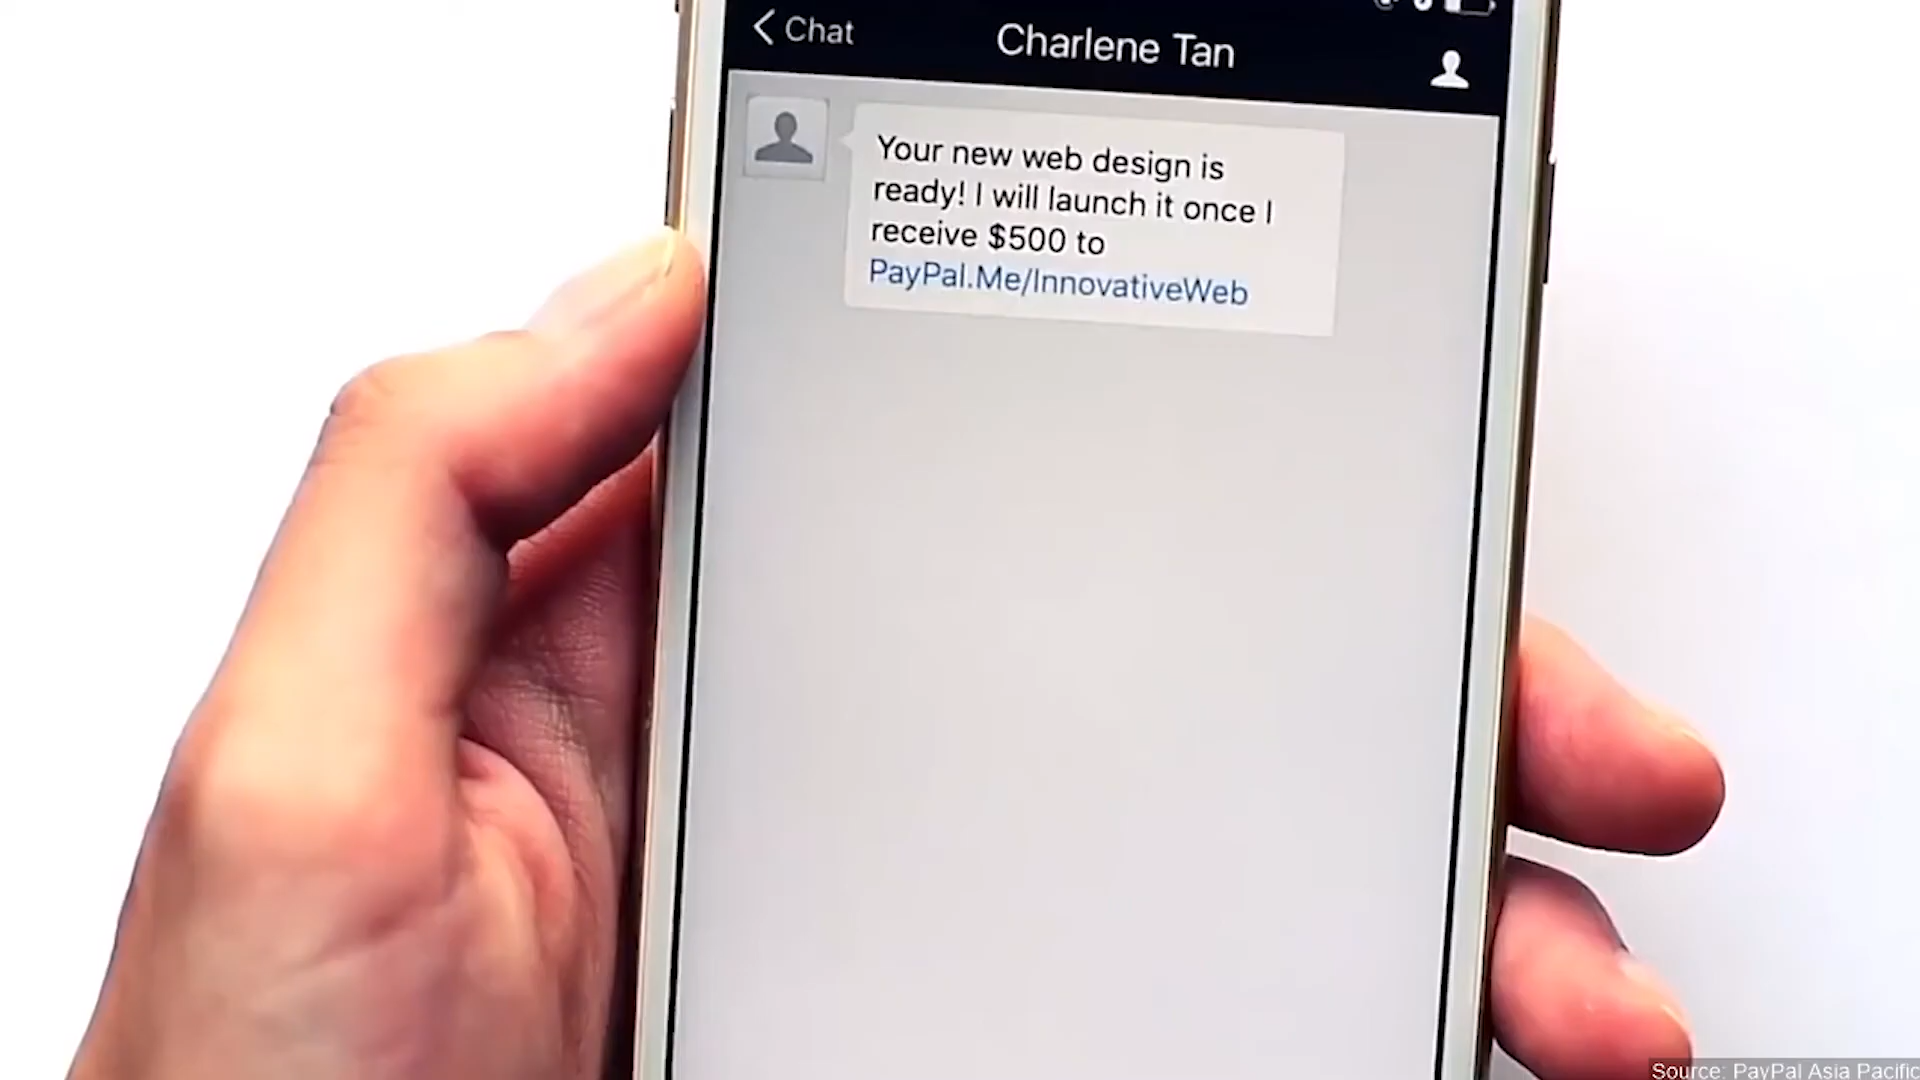 Chat
Charlene Tan
Your new web design is
ready! I will launch it once I
receive $500 to
PayPal.Me/InnovativeWeb
Source: PayPal Asia Pacific